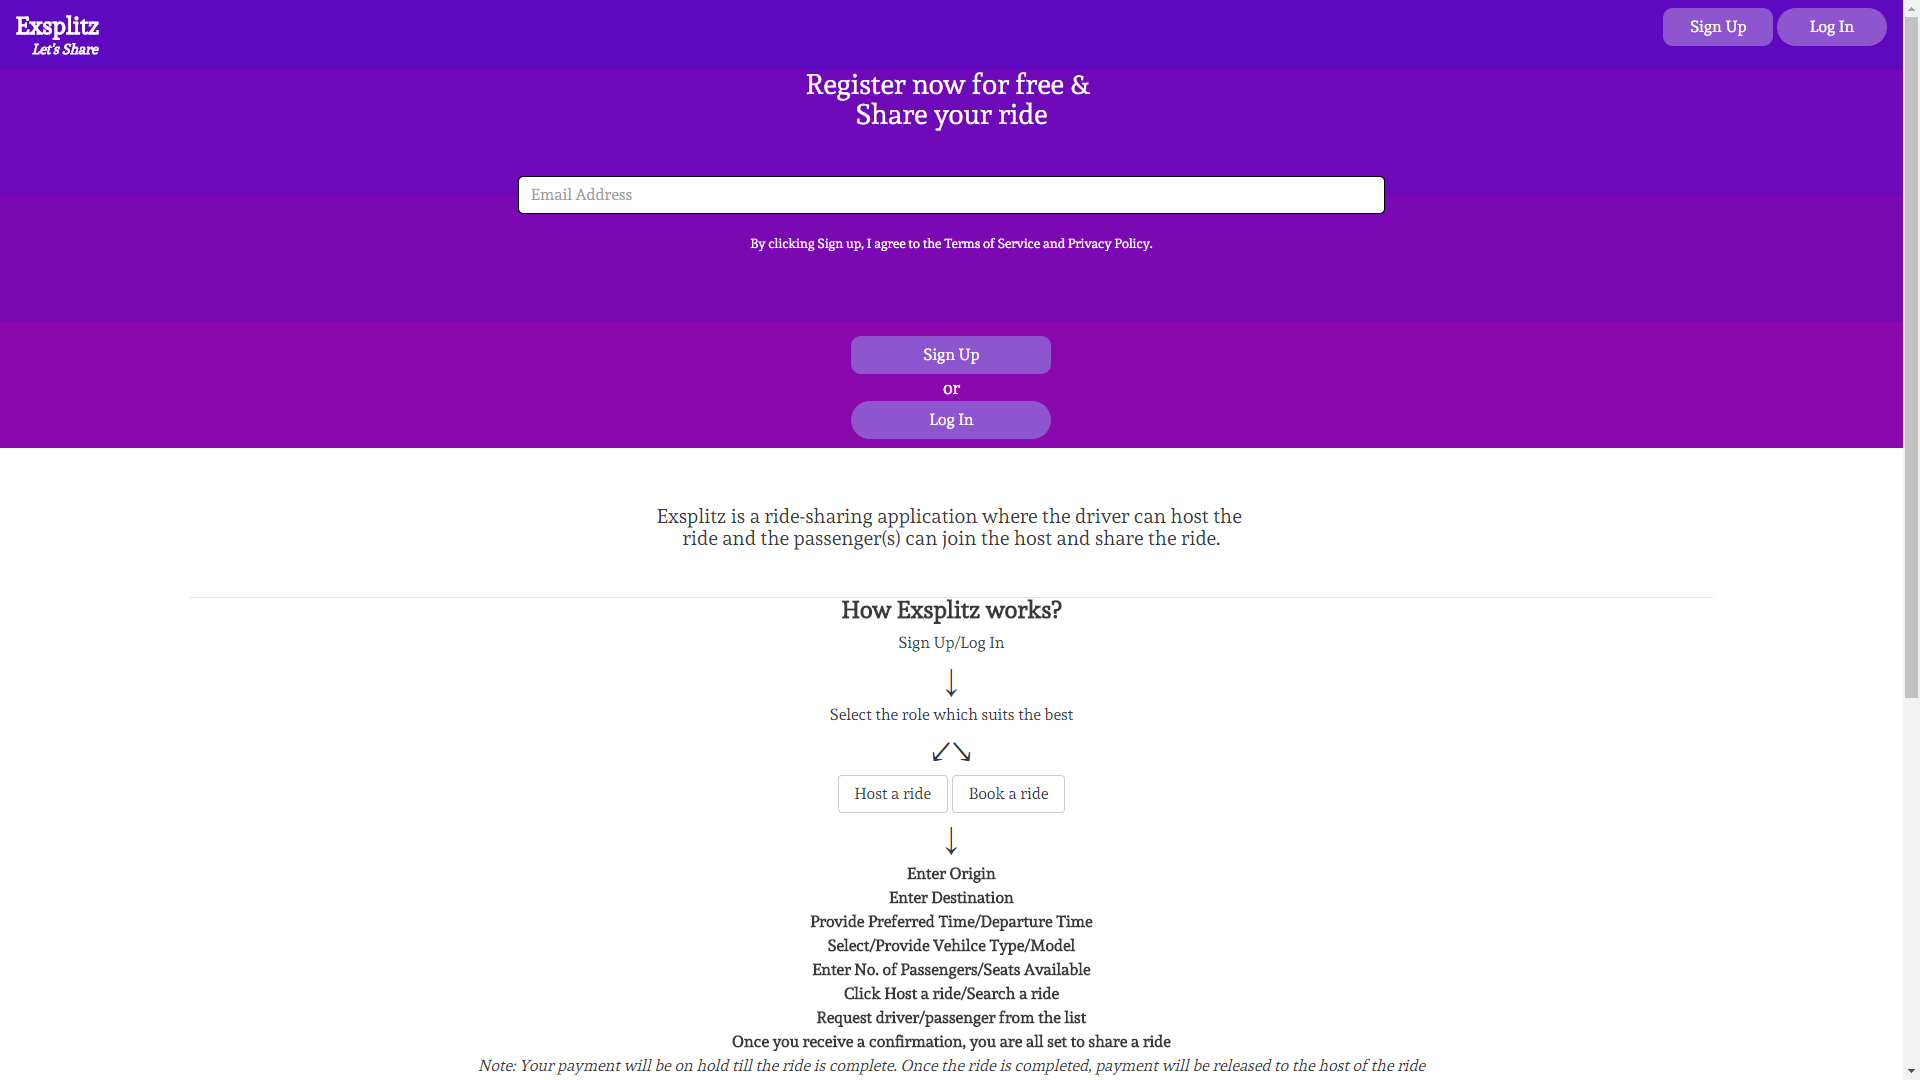 Exsplitz
Let's Share
Sign Up
Log In
Register now for free &
Share your ride
Email Address
By clicking Sign up, I agree to the Terms of Service and Privacy Policy.
Sign Up
or
Log In
Exsplitz is a ride-sharing application where the driver can host the
ride and the passenger(s) can join the host and share the ride.
How Exsplitz works?
Sign Up/Log In
Select the role which suits the best
Host a ride
Book a ride
Enter Origin
Enter Destination
Provide Preferred Time/Departure Time
Select/Provide Vehilce Type/Model
Enter No. of Passengers/Seats Available
Click Host a ride/Search a ride
Request driver/passenger from the list
Once you receive a confirmation, you are all set to share a ride
Note: Your payment will be on hold till the ride is complete. Once the ride is completed, payment will be released to the host of the ride